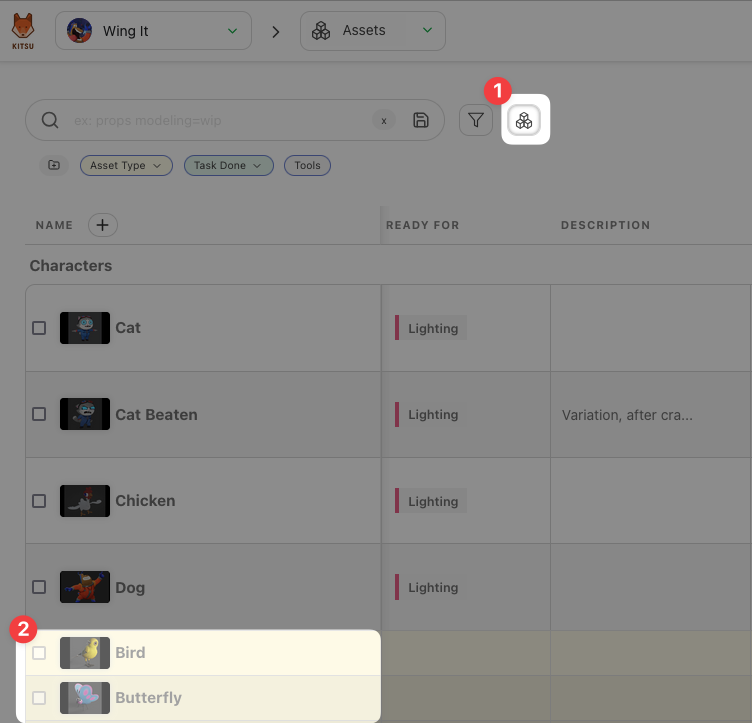 KITSU
Wing It
Assets
1
ex: props modeling=wip
x
Asset Type
Task Done
Tools
NAME
READY FOR
DESCRIPTION
Characters
Cat
Lighting
Cat Beaten
Lighting
Variation, after cra...
Chicken
Lighting
Dog
Lighting
2
Bird
Butterfly